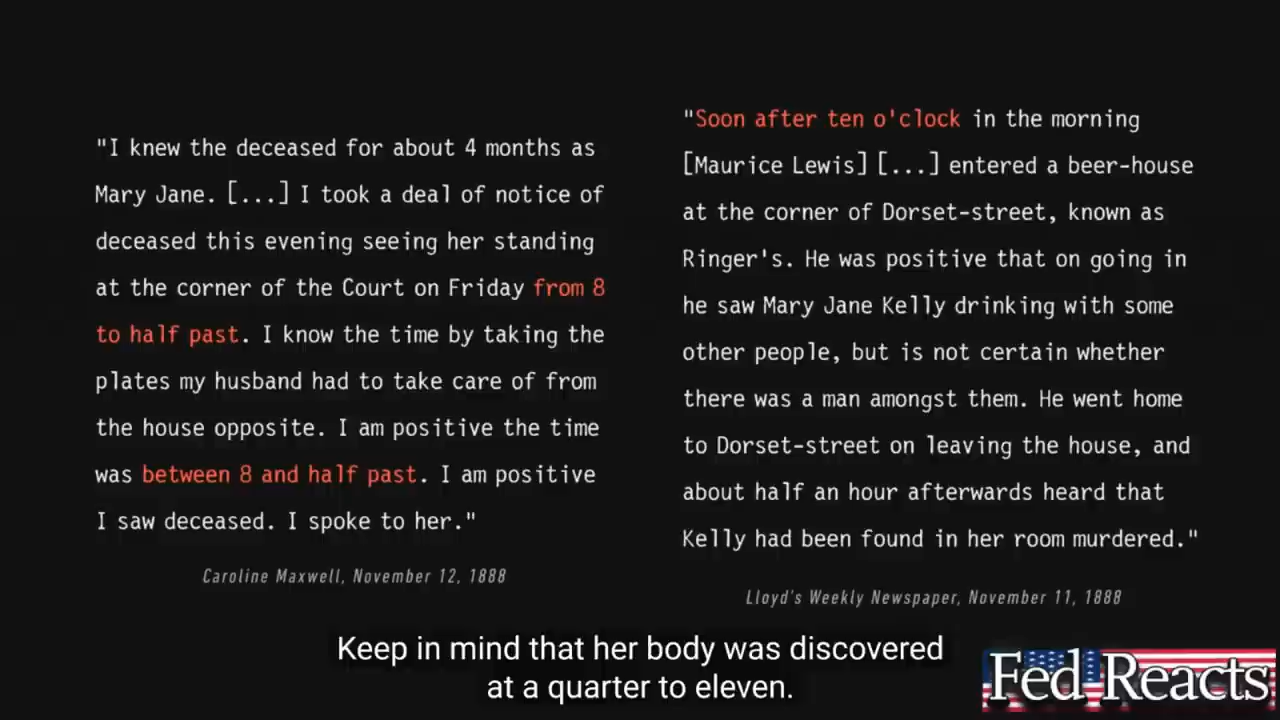 "I knew the deceased for about 4 months as
Mary Jane. [...] I took a deal of notice of
deceased this evening seeing her standing
at the corner of the Court on Friday from 8
to half past. I know the time by taking the
plates my husband had to take care of from
the house opposite. I am positive the time
was between 8 and half past. I am positive
I saw deceased. I spoke to her."
Caroline Maxwell, November 12, 1888
"Soon after ten o'clock in the morning
[Maurice Lewis] [...] entered a beer-house
at the corner of Dorset-street, known as
Ringer's. He was positive that on going in
he saw Mary Jane Kelly drinking with some
other people, but is not certain whether
there was a man amongst them. He went home
to Dorset-street on leaving the house, and
about half an hour afterwards heard that
Kelly had been found in her room murdered."
Lloyd's Weekly Newspaper, November 11, 1888
Keep in mind that her body was discovered
at a quarter to eleven.
Fed Reacts